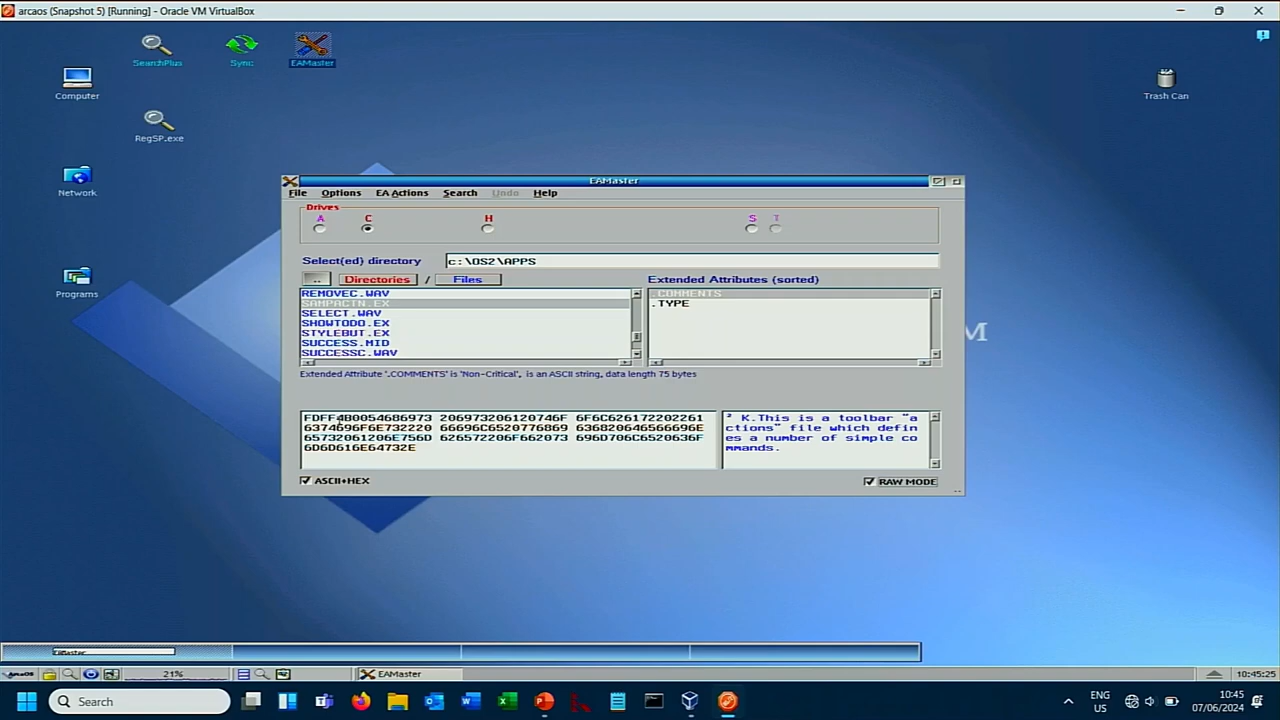 arcaos (Snapshot 5) [Running] - Oracle VM VirtualBox
SearchPlus
Sync
EAMaster
Computer
Trash Can
RegSP.exe
Network
Programs
EAMaster
File Options EA Actions Search Undo Help
Drives
A C H S T
Select(ed) directory c:\OS2\APPS
.. Directories / Files Extended Attributes (sorted)
REMOVEC.WAV
SAMPACTN.EX
SELECT.WAV
SHOWTODO.EX
STYLEBUT.EX
SUCCESS.MID
SUCCESSC.WAV
.COMMENTS
.TYPE
Extended Attribute '.COMMENTS' is 'Non-Critical', is an ASCII string, data length 75 bytes
FDFF4B0054686973 206973206120746F 6F6C626172202261
6374696F6E732220 66696C6520776869 636820646566696E
65732061206E756D 626572206F662073 696D706C6520636F
6D6D616E64732E
² K.This is a toolbar "a
ctions" file which defin
es a number of simple co
mmands.
ASCII+HEX
RAW MODE
EAMaster
ArcaOS 21% EAMaster 10:45:25
Search
ENG
US
10:45
07/06/2024